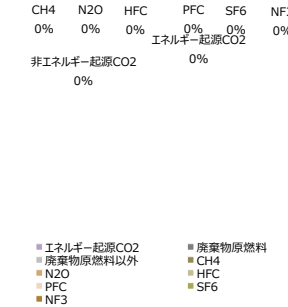 CH4 N2O HFC PFC SF6
0% 0% 0% 0% 0%
エネルギー起源CO2
0%
非エネルギー起源CO2
0%
エネルギー起源CO2 廃棄物原燃料
廃棄物原燃料以外 CH4
N2O HFC
PFC SF6
NF3